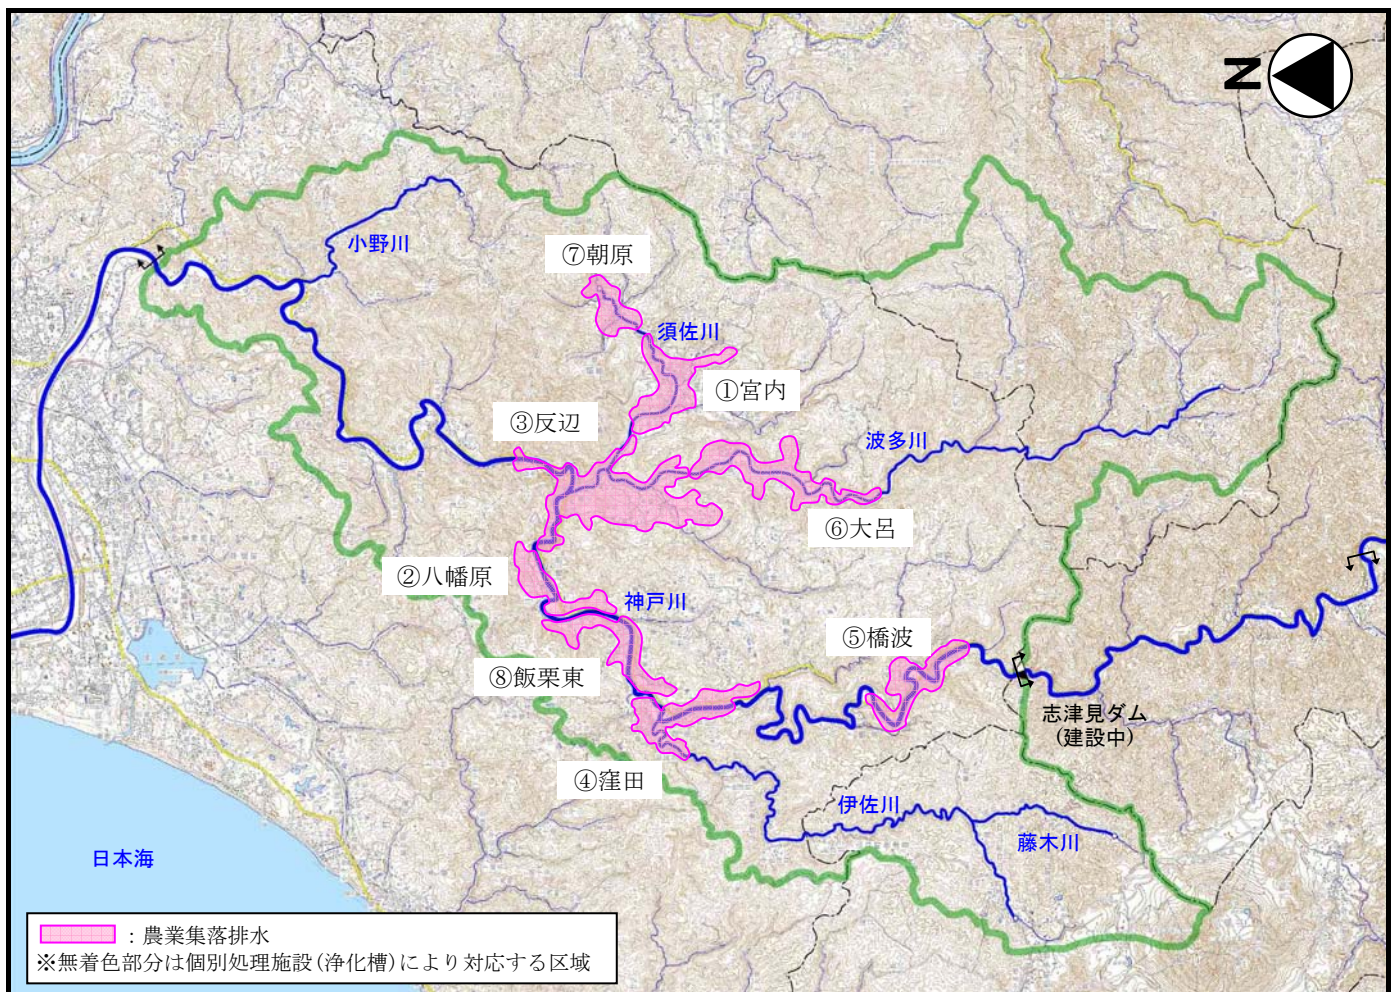 N
小野川
⑦朝原
須佐川
①宮内
③反辺
波多川
⑥大呂
②八幡原
神戸川
⑤橋波
⑧飯栗東
志津見ダム
(建設中)
④窪田
伊佐川
藤木川
日本海
：農業集落排水
※無着色部分は個別処理施設(浄化槽)により対応する区域